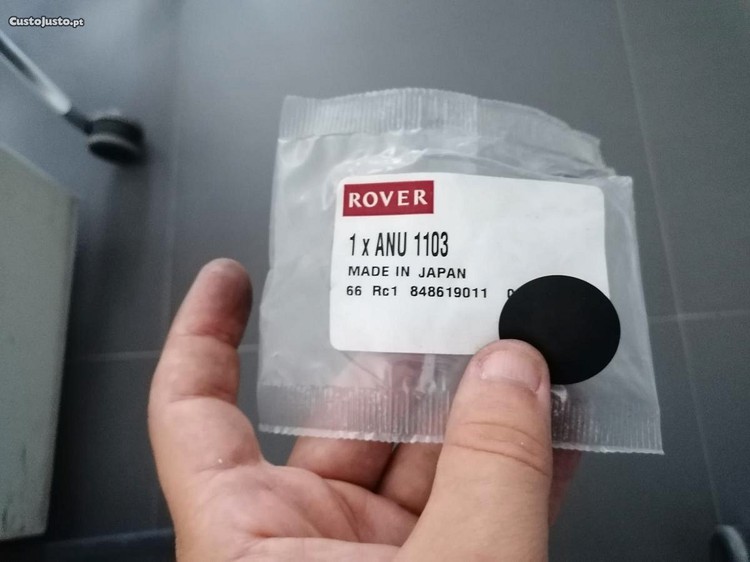 CustoJusto.pt
ROVER
1 x ANU 1103
MADE IN JAPAN
66 Rc1 848619011